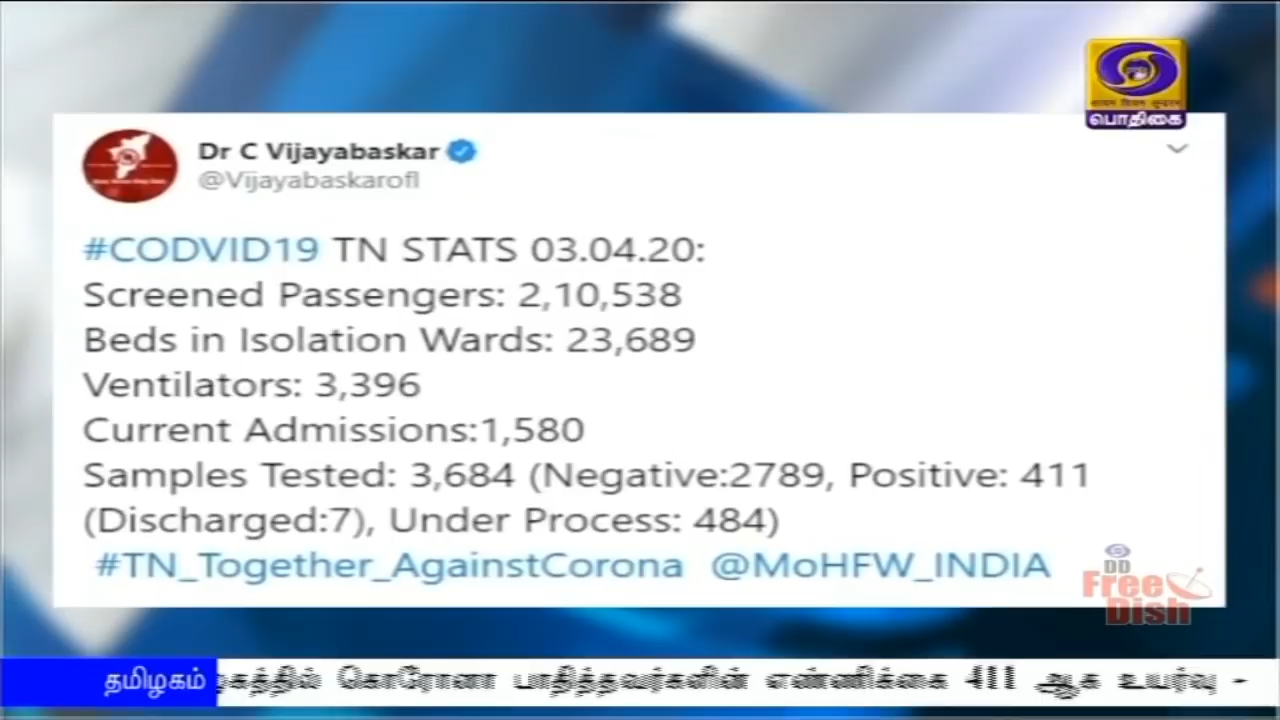 பொதிகை
Dr C Vijayabaskar
@Vijayabaskarofl
#CODVID19 TN STATS 03.04.20:
Screened Passengers: 2,10,538
Beds in Isolation Wards: 23,689
Ventilators: 3,396
Current Admissions:1,580
Samples Tested: 3,684 (Negative:2789, Positive: 411
(Discharged:7), Under Process: 484)
#TN_Together_AgainstCorona @MoHFW_INDIA
DD
Free
Dish
தமிழகம் கொரோனா பாதித்தவர்களின் எண்ணிக்கை 411 ஆக உயர்வு -